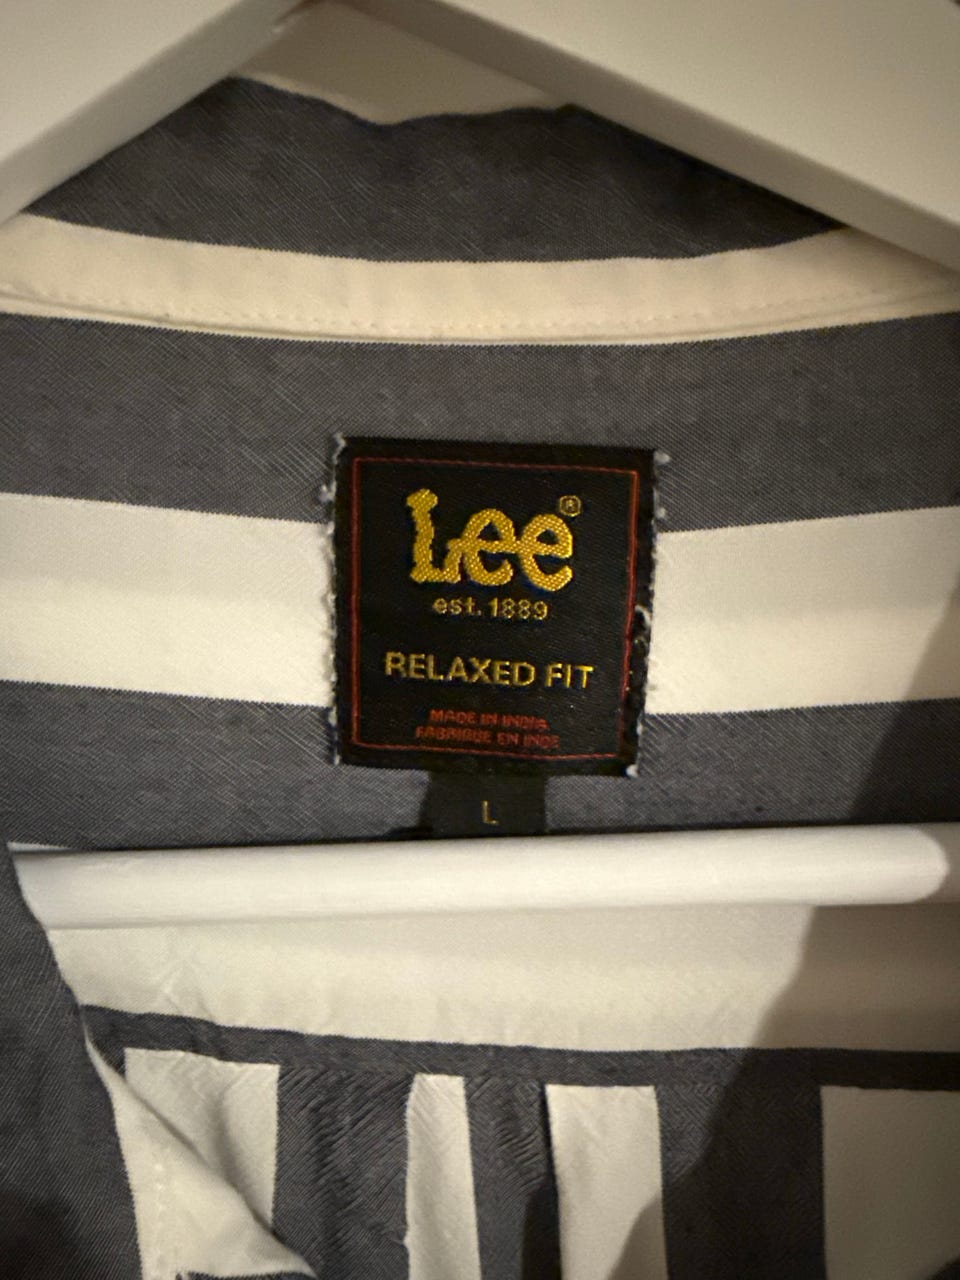 Lee®
est. 1889
RELAXED FIT
MADE IN INDIA
FABRIQUE EN INDE
L